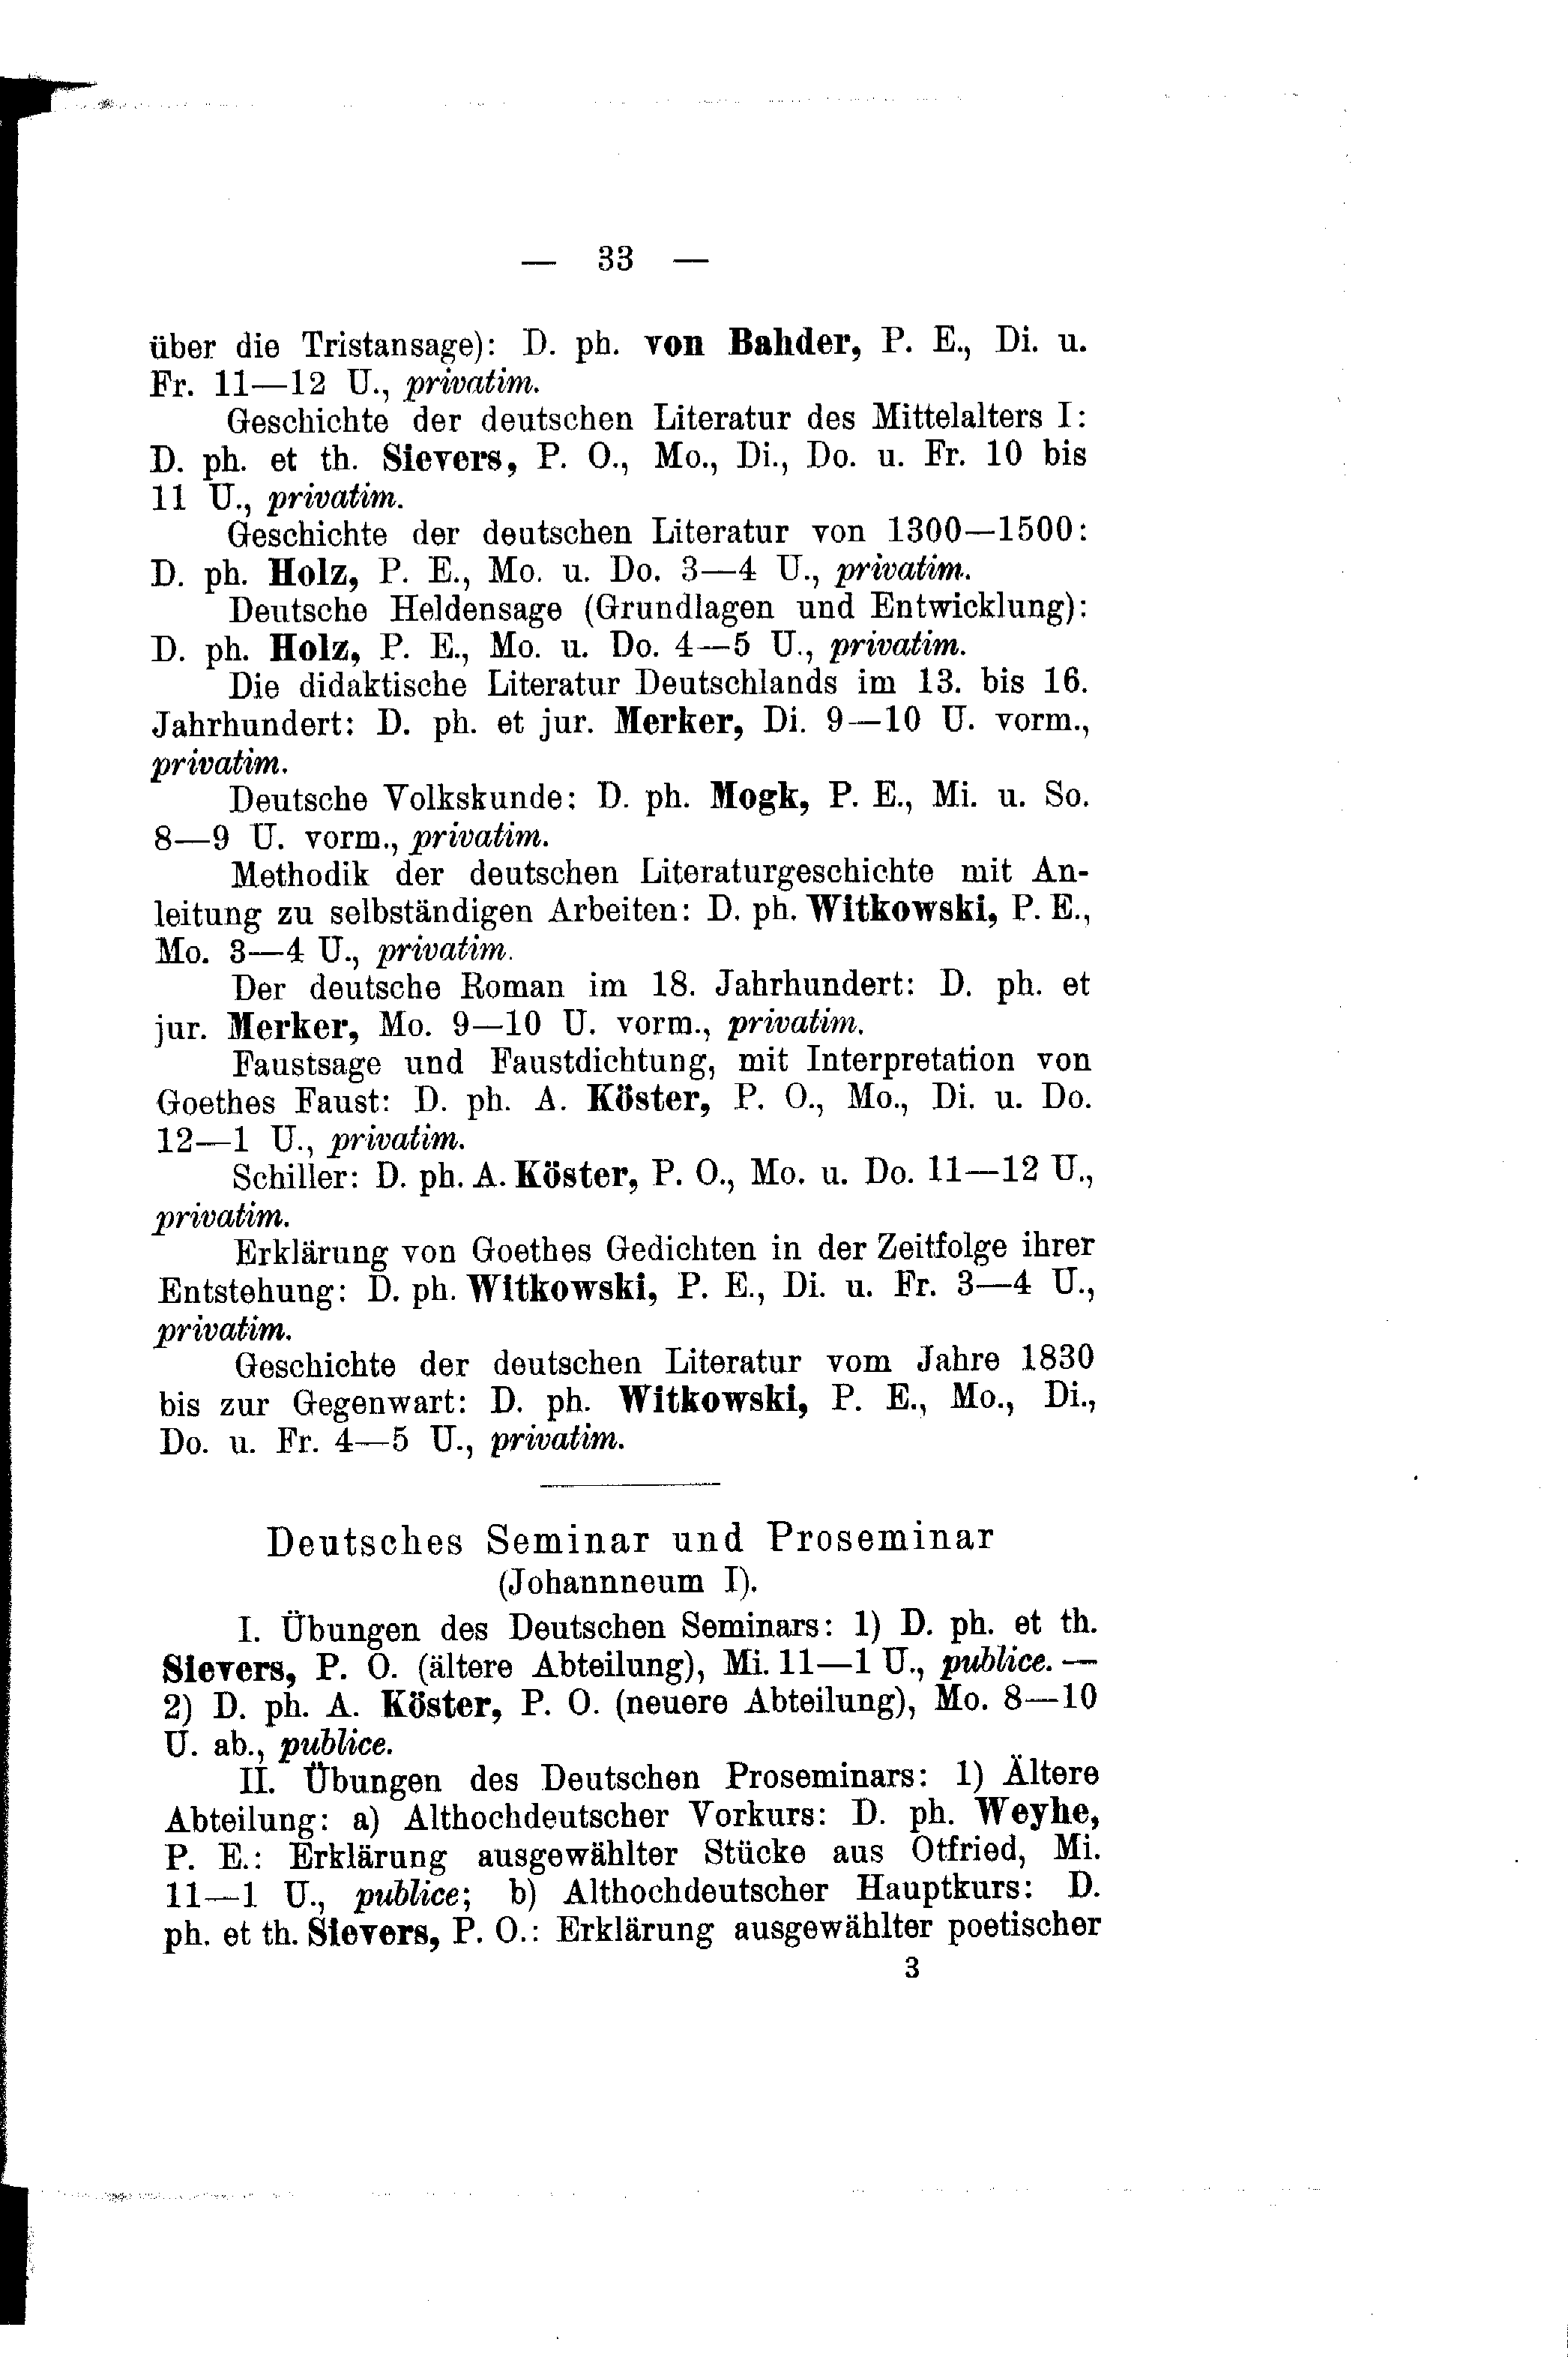 — 33 —
über die Tristansage): D. ph. von Bahder, P. E., Di. u.
Fr. 11—12 U., privatim.
Geschichte der deutschen Literatur des Mittelalters I:
D. ph. et th. Sievers, P. O., Mo., Di., Do. u. Fr. 10 bis
11 U., privatim.
Geschichte der deutschen Literatur von 1300—1500:
D. ph. Holz, P. E., Mo. u. Do. 3—4 U., privatim.
Deutsche Heldensage (Grundlagen und Entwicklung):
D. ph. Holz, P. E., Mo. u. Do. 4—5 U., privatim.
Die didaktische Literatur Deutschlands im 13. bis 16.
Jahrhundert: D. ph. et jur. Merker, Di. 9—10 U. vorm.,
privatim.
Deutsche Volkskunde: D. ph. Mogk, P. E., Mi. u. So.
8—9 U. vorm., privatim.
Methodik der deutschen Literaturgeschichte mit An-
leitung zu selbständigen Arbeiten: D. ph. Witkowski, P. E.,
Mo. 3—4 U., privatim.
Der deutsche Roman im 18. Jahrhundert: D. ph. et
jur. Merker, Mo. 9—10 U. vorm., privatim.
Faustsage und Faustdichtung, mit Interpretation von
Goethes Faust: D. ph. A. Köster, P. O., Mo., Di. u. Do.
12—1 U., privatim.
Schiller: D. ph. A. Köster, P. O., Mo. u. Do. 11—12 U.,
privatim.
Erklärung von Goethes Gedichten in der Zeitfolge ihrer
Entstehung: D. ph. Witkowski, P. E., Di. u. Fr. 3—4 U.,
privatim.
Geschichte der deutschen Literatur vom Jahre 1830
bis zur Gegenwart: D. ph. Witkowski, P. E., Mo., Di.,
Do. u. Fr. 4—5 U., privatim.
Deutsches Seminar und Proseminar
(Johannneum I).
I. Übungen des Deutschen Seminars: 1) D. ph. et th.
Sievers, P. O. (ältere Abteilung), Mi. 11—1 U., publice. —
2) D. ph. A. Köster, P. O. (neuere Abteilung), Mo. 8—10
U. ab., publice.
II. Übungen des Deutschen Proseminars: 1) Ältere
Abteilung: a) Althochdeutscher Vorkurs: D. ph. Weyhe,
P. E.: Erklärung ausgewählter Stücke aus Otfried, Mi.
11—1 U., publice; b) Althochdeutscher Hauptkurs: D.
ph. et th. Sievers, P. O.: Erklärung ausgewählter poetischer
3